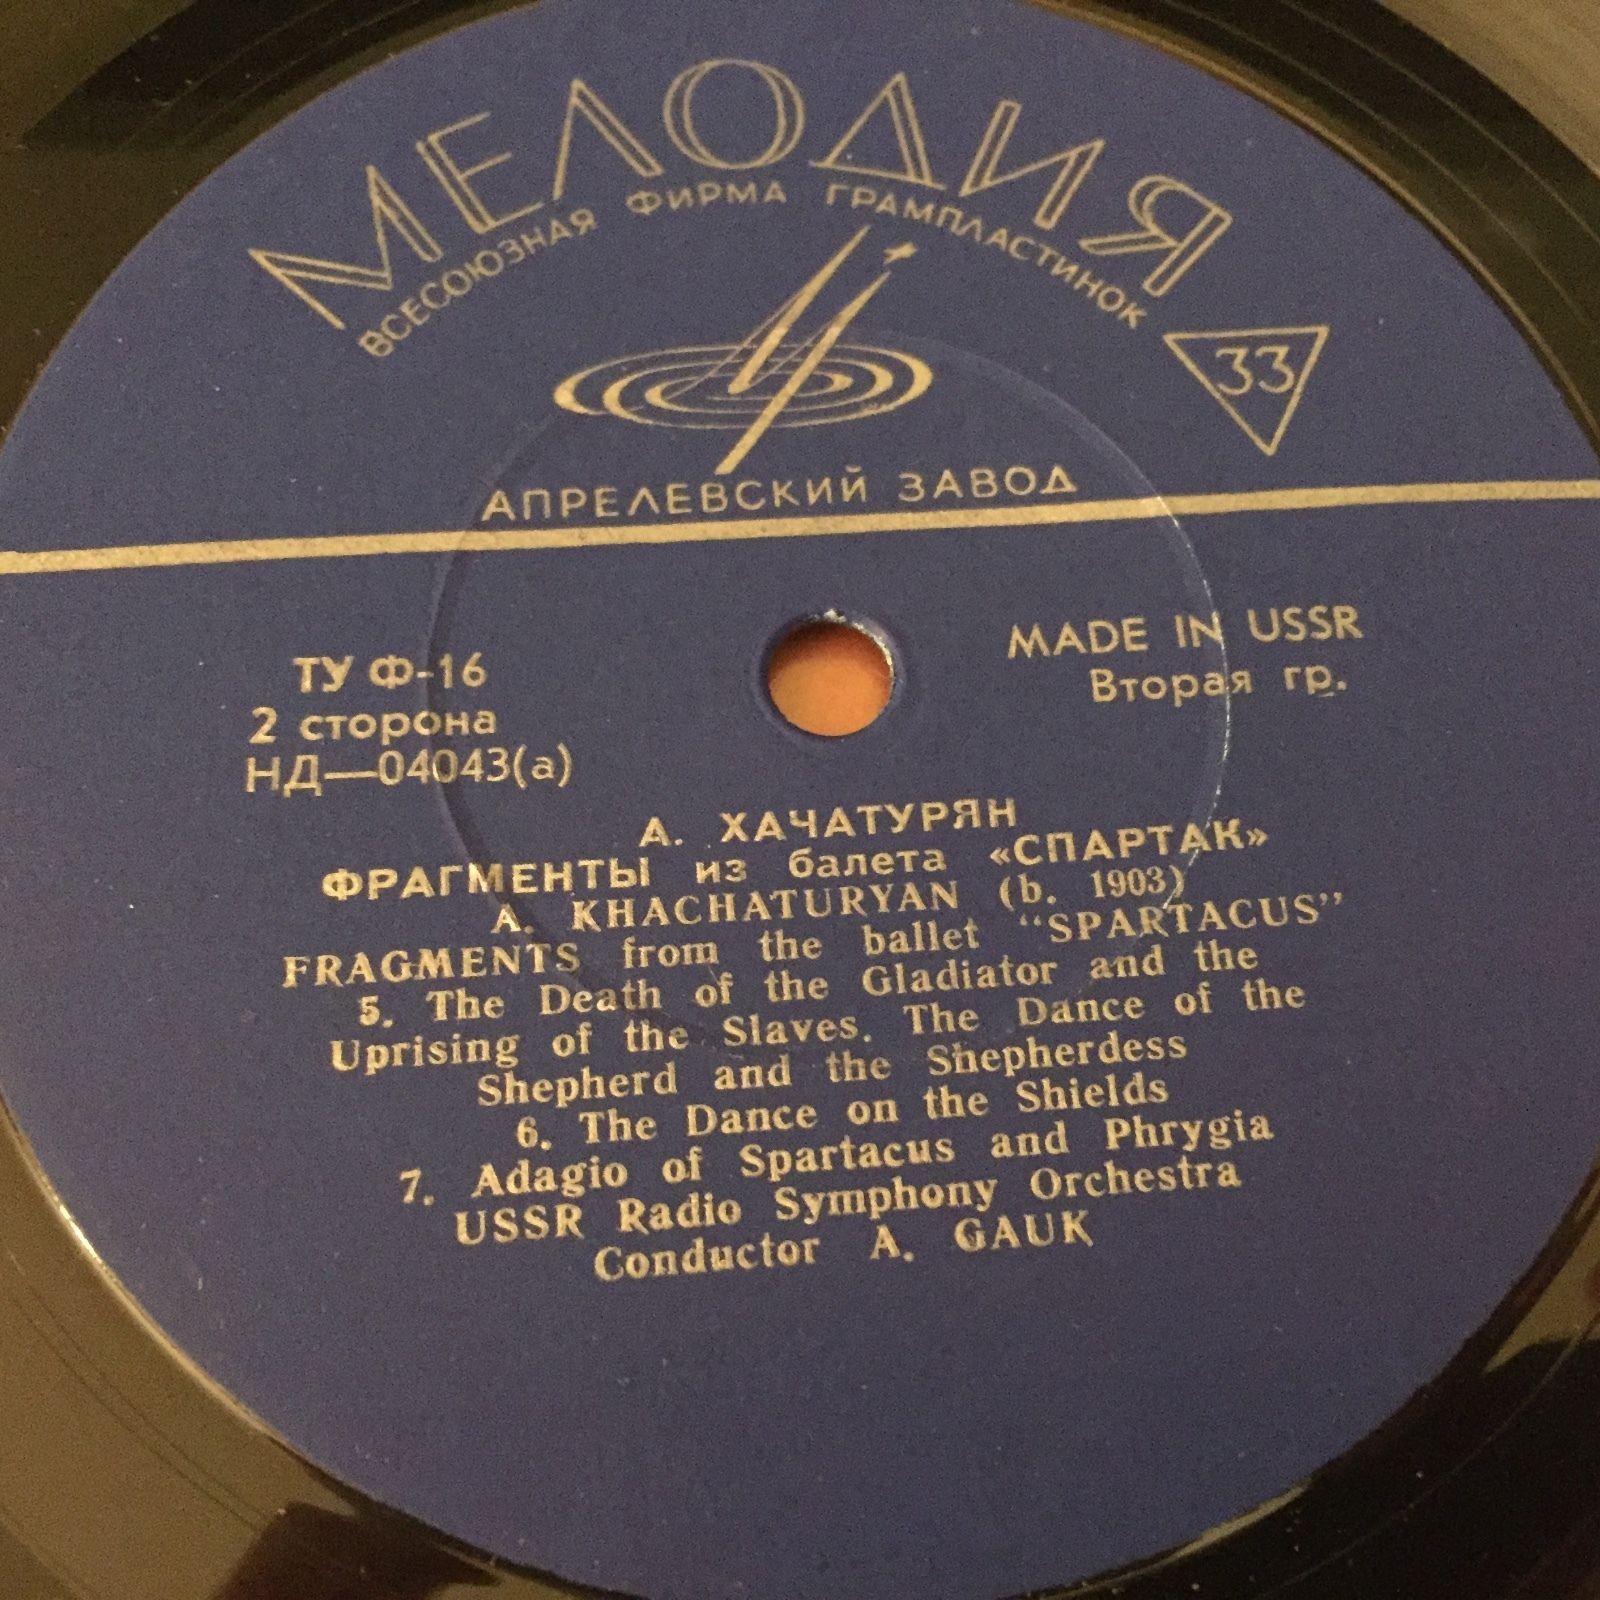 МЕЛОДИЯ
ВСЕСОЮЗНАЯ ФИРМА ГРАМПЛАСТИНОК
33
АПРЕЛЕВСКИЙ ЗАВОД
ТУ Ф-16
2 сторона
НД—04043(а)
MADE IN USSR
Вторая гр.
А. ХАЧАТУРЯН
ФРАГМЕНТЫ из балета «СПАРТАК»
A. KHACHATURYAN (b. 1903)
FRAGMENTS from the ballet “SPARTACUS”
5. The Death of the Gladiator and the
Uprising of the Slaves. The Dance of the
Shepherd and the Shepherdess
6. The Dance on the Shields
7. Adagio of Spartacus and Phrygia
USSR Radio Symphony Orchestra
Conductor A. GAUK